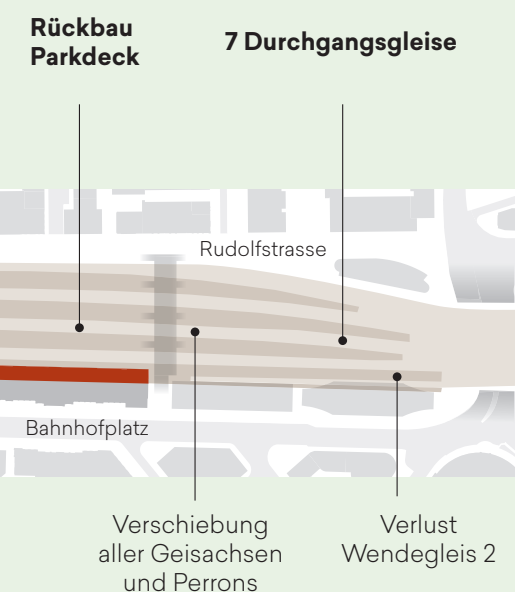 Rückbau
Parkdeck
7 Durchgangsgleise
Rudolfstrasse
Bahnhofplatz
Verschiebung
aller Geisachsen
und Perrons
Verlust
Wendegleis 2